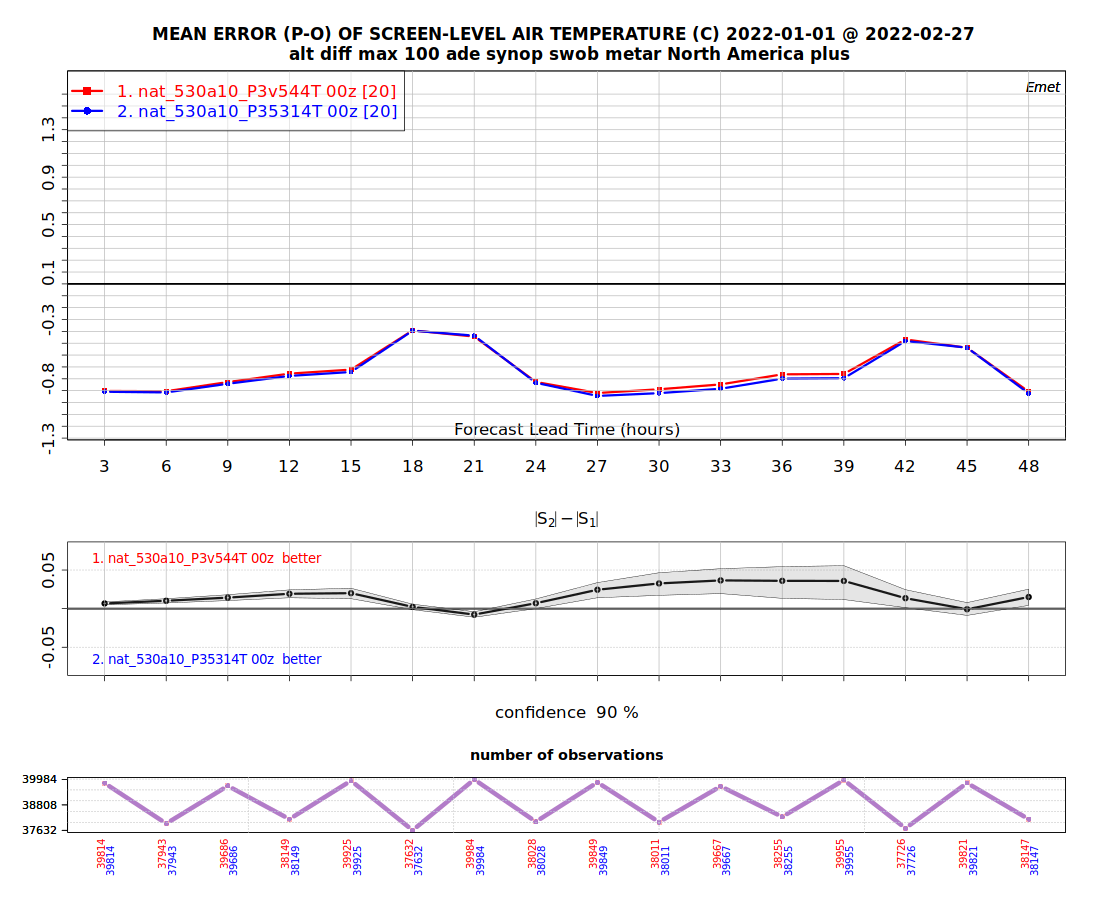 MEAN ERROR (P-O) OF SCREEN-LEVEL AIR TEMPERATURE (C) 2022-01-01 @ 2022-02-27
alt diff max 100 ade synop swob metar North America plus
Emet
1. nat_530a10_P3v544T 00z [20]
2. nat_530a10_P35314T 00z [20]
1.3
0.9
0.5
0.1
-0.3
-0.8
-1.3
Forecast Lead Time (hours)
3 6 9 12 15 18 21 24 27 30 33 36 39 42 45 48
|S2| − |S1|
1. nat_530a10_P3v544T 00z better
0.05
-0.05
2. nat_530a10_P35314T 00z better
confidence 90 %
number of observations
39984
38808
37632
39814 37943 39686 38149 39925 37632 39984 38028 39849 38011 39667 38255 39955 37726 39821 38147
39814 37943 39686 38149 39925 37632 39984 38028 39849 38011 39667 38255 39955 37726 39821 38147